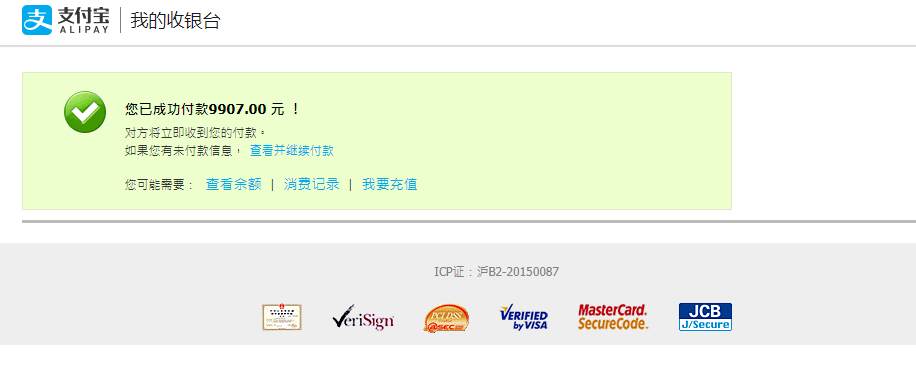 支付宝
ALIPAY
我的收银台
您已成功付款9907.00 元 !
对方将立即收到您的付款。
如果您有未付款信息, 查看并继续付款
您可能需要: 查看余额 | 消费记录 | 我要充值
ICP证:沪B2-20150087
VeriSign
PCI DSS
@SEC
VERIFIED
by VISA
MasterCard.
SecureCode.
JCB
J/Secure